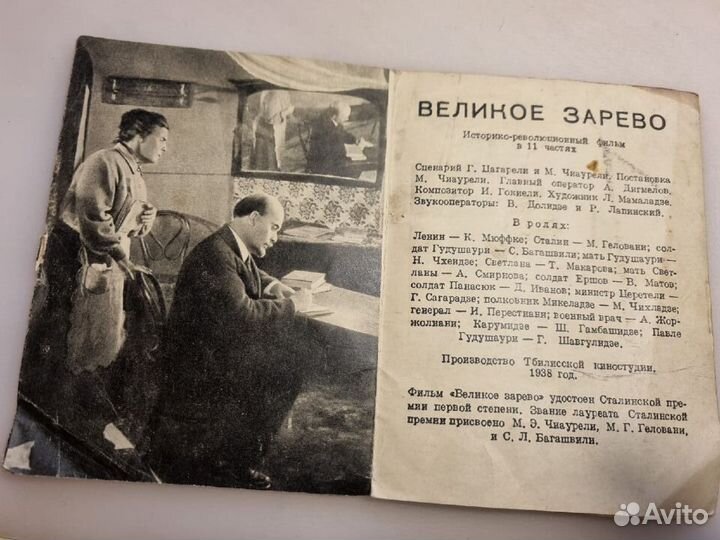 ВЕЛИКОЕ ЗАРЕВО
Историко-революционный фильм
в 11 частях
Сценарий Г. Цагарели и М. Чиаурели. Постановка
М. Чиаурели. Главный оператор А. Дигмелов.
Композитор И. Гокиели. Художник Л. Мамаладзе.
Звукооператоры: В. Долидзе и Р. Лапинский.
В ролях:
Ленин — К. Мюффке; Сталин — М. Геловани; сол-
дат Гудушаури — С. Багашвили; мать Гудушаури —
Н. Чхеидзе; Светлана — Т. Макарова; мать Свет-
ланы — А. Смирнова; солдат Ершов — В. Матов;
солдат Панасюк — Д. Иванов; министр Церетели —
Г. Сагарадзе; полковник Микеладзе — М. Чихладзе;
генерал — И. Перестиани; военный врач — А. Жор-
жолиани; Карумидзе — Ш. Гамбашидзе; Павле
Гудушаури — Г. Шавгулидзе.
Производство Тбилисской киностудии,
1938 год.
Фильм «Великое зарево» удостоен Сталинской пре-
мии первой степени. Звание лауреата Сталинской
премии присвоено М. Э. Чиаурели, М. Г. Геловани,
и С. Л. Багашвили.
Avito